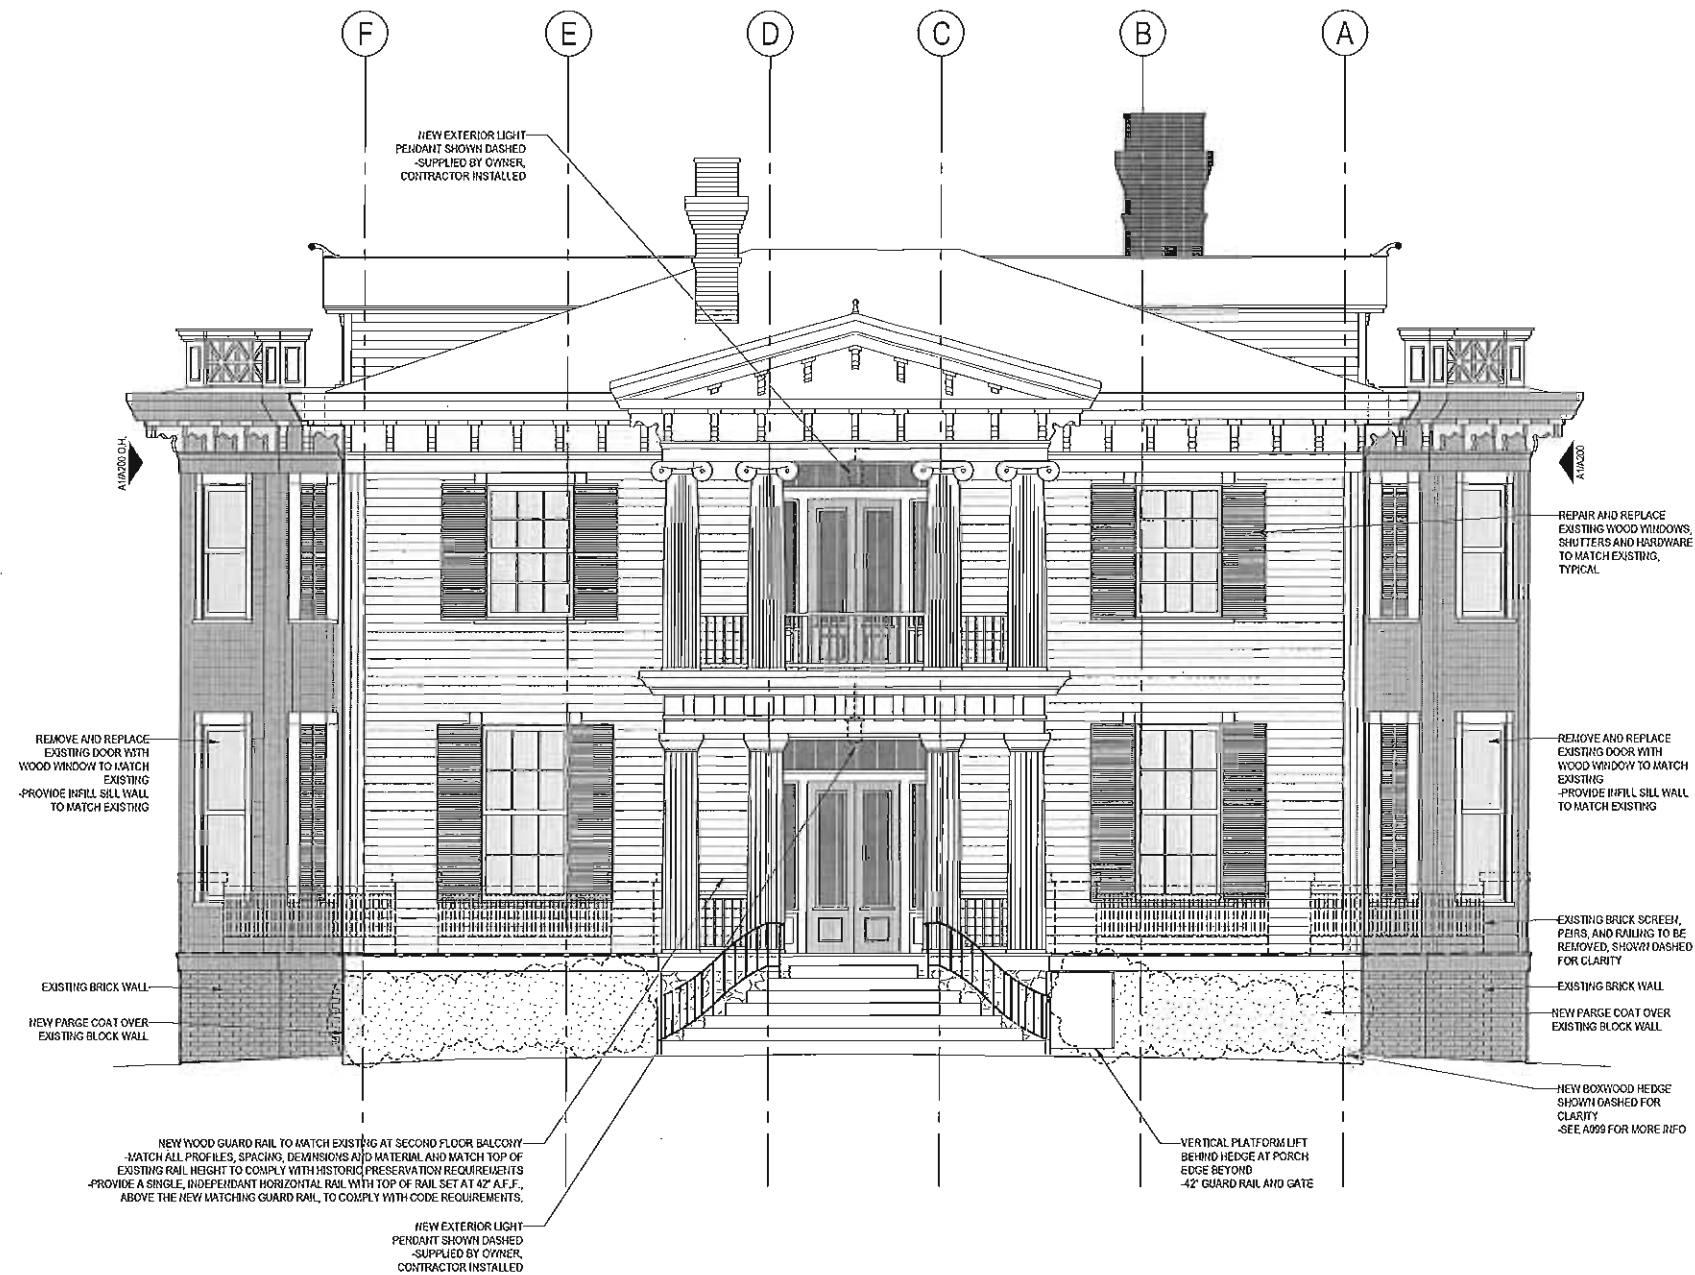 F
E
D
C
B
A
NEW EXTERIOR LIGHT
PENDANT SHOWN DASHED
-SUPPLIED BY OWNER,
CONTRACTOR INSTALLED
A1/A200 O.H.
A1/A200
REPAIR AND REPLACE
EXISTING WOOD WINDOWS,
SHUTTERS AND HARDWARE
TO MATCH EXISTING,
TYPICAL
REMOVE AND REPLACE
EXISTING DOOR WITH
WOOD WINDOW TO MATCH
EXISTING
-PROVIDE INFILL SILL WALL
TO MATCH EXISTING
REMOVE AND REPLACE
EXISTING DOOR WITH
WOOD WINDOW TO MATCH
EXISTING
-PROVIDE INFILL SILL WALL
TO MATCH EXISTING
EXISTING BRICK SCREEN,
PEIRS, AND RAILING TO BE
REMOVED, SHOWN DASHED
FOR CLARITY
EXISTING BRICK WALL
EXISTING BRICK WALL
NEW PARGE COAT OVER
EXISTING BLOCK WALL
NEW PARGE COAT OVER
EXISTING BLOCK WALL
NEW BOXWOOD HEDGE
SHOWN DASHED FOR
CLARITY
-SEE A099 FOR MORE INFO
NEW WOOD GUARD RAIL TO MATCH EXISTING AT SECOND FLOOR BALCONY
-MATCH ALL PROFILES, SPACING, DEMINSIONS AND MATERIAL AND MATCH TOP OF
EXISTING RAIL HEIGHT TO COMPLY WITH HISTORIC PRESERVATION REQUIREMENTS
-PROVIDE A SINGLE, INDEPENDANT HORIZONTAL RAIL WITH TOP OF RAIL SET AT 42" A.F.F.,
ABOVE THE NEW MATCHING GUARD RAIL, TO COMPLY WITH CODE REQUIREMENTS.
VERTICAL PLATFORM LIFT
BEHIND HEDGE AT PORCH
EDGE BEYOND
-42" GUARD RAIL AND GATE
NEW EXTERIOR LIGHT
PENDANT SHOWN DASHED
-SUPPLIED BY OWNER,
CONTRACTOR INSTALLED